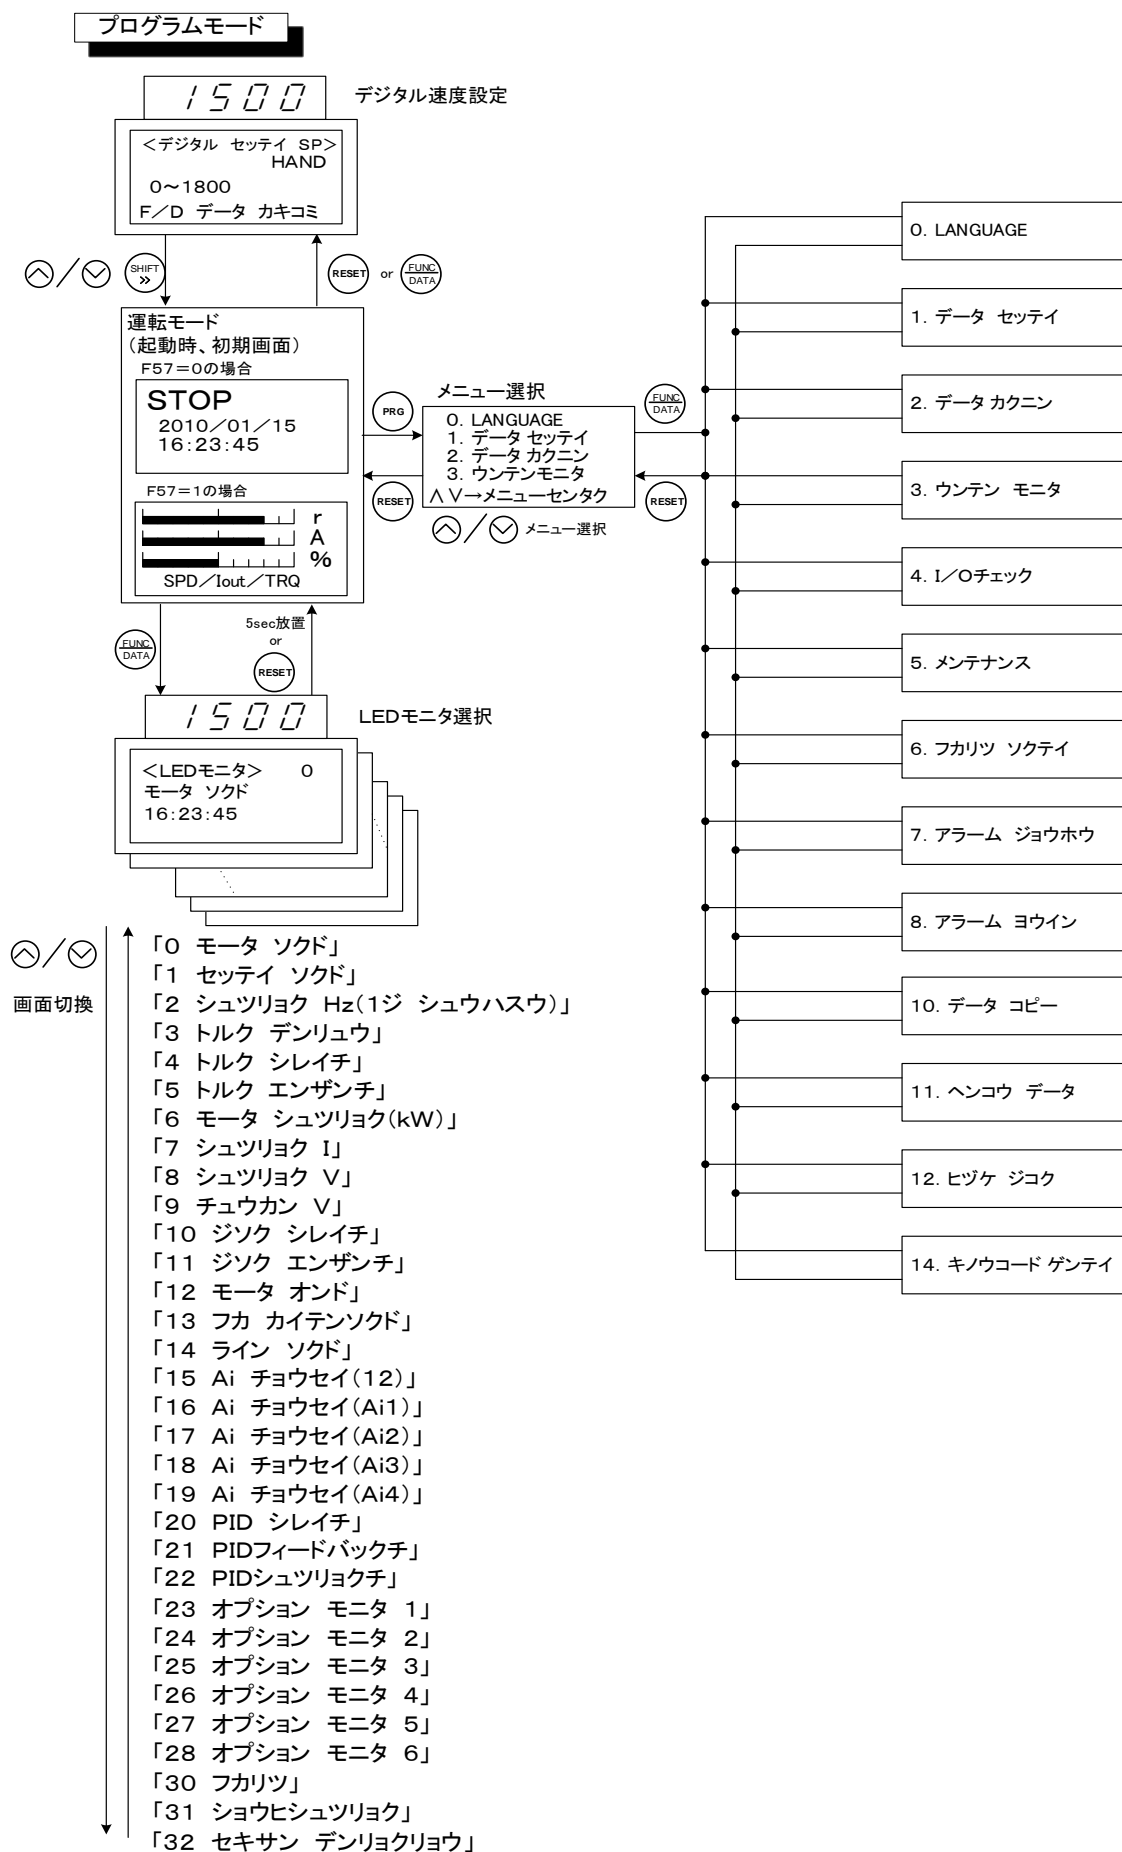 プログラムモード
1500
デジタル速度設定
<デジタル セッテイ SP>
HAND
0～1800
F／D データ カキコミ
SHIFT
RESET or FUNC
DATA
運転モード
(起動時、初期画面)
F57=0の場合
STOP
2010／01／15
16:23:45
F57=1の場合
r
A
%
SPD／Iout／TRQ
PRG
RESET
メニュー選択
0. LANGUAGE
1. データ セッテイ
2. データ カクニン
3. ウンテンモニタ
∧∨→メニューセンタク
メニュー選択
FUNC
DATA
RESET
0. LANGUAGE
1. データ セッテイ
2. データ カクニン
3. ウンテン モニタ
4. I／Oチェック
5. メンテナンス
6. フカリツ ソクテイ
7. アラーム ジョウホウ
8. アラーム ヨウイン
10. データ コピー
11. ヘンコウ データ
12. ヒヅケ ジコク
14. キノウコード ゲンテイ
FUNC
DATA
5sec放置
or
RESET
1500
LEDモニタ選択
<LEDモニタ> 0
モータ ソクド
16:23:45
画面切換
「0 モータ ソクド」
「1 セッテイ ソクド」
「2 シュツリョク Hz(1ジ シュウハスウ)」
「3 トルク デンリュウ」
「4 トルク シレイチ」
「5 トルク エンザンチ」
「6 モータ シュツリョク(kW)」
「7 シュツリョク I」
「8 シュツリョク V」
「9 チュウカン V」
「10 ジソク シレイチ」
「11 ジソク エンザンチ」
「12 モータ オンド」
「13 フカ カイテンソクド」
「14 ライン ソクド」
「15 Ai チョウセイ(12)」
「16 Ai チョウセイ(Ai1)」
「17 Ai チョウセイ(Ai2)」
「18 Ai チョウセイ(Ai3)」
「19 Ai チョウセイ(Ai4)」
「20 PID シレイチ」
「21 PIDフィードバックチ」
「22 PIDシュツリョクチ」
「23 オプション モニタ 1」
「24 オプション モニタ 2」
「25 オプション モニタ 3」
「26 オプション モニタ 4」
「27 オプション モニタ 5」
「28 オプション モニタ 6」
「30 フカリツ」
「31 ショウヒシュツリョク」
「32 セキサン デンリョクリョウ」